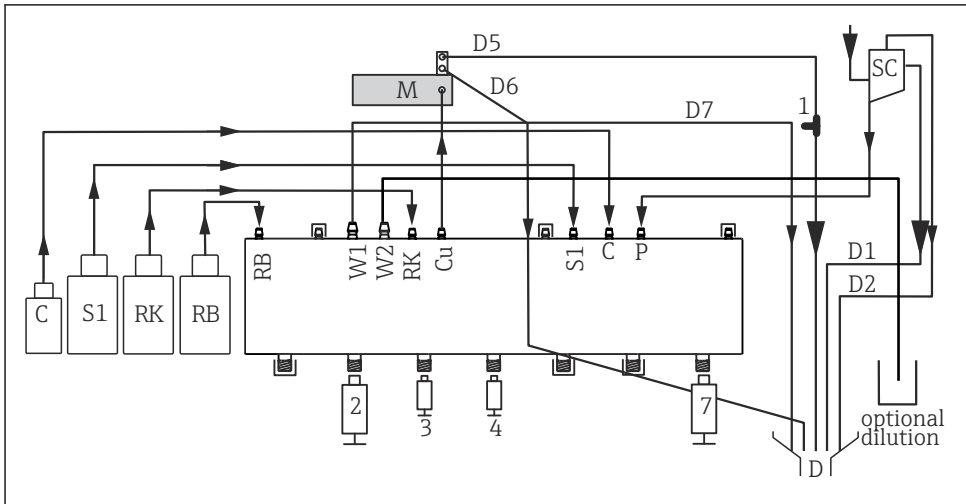 D5
SC
M
D6
1
D7
RB
W1
W2
RK
Cu
S1
C
P
D1
D2
C
S1
RK
RB
2
3
4
7
optional
dilution
D